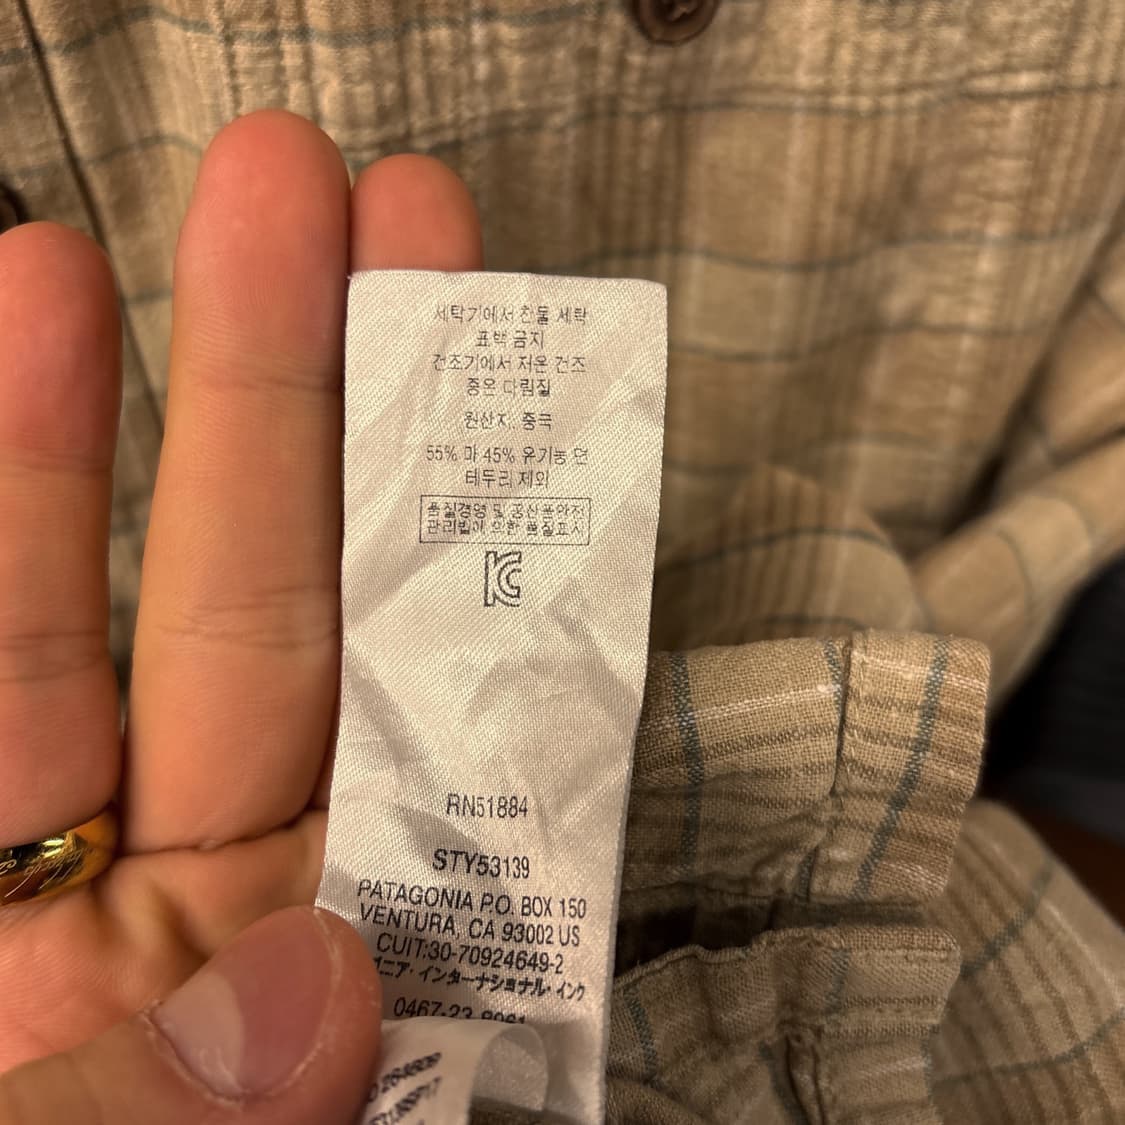 세탁기에서 찬물 세탁
표백 금지
건조기에서 저온 건조
중온 다림질
원산지: 중국
55% 마 45% 유기농 면
테두리 제외
품질경영 및 공산품안전
관리법에 의한 품질표시
KC
RN51884
STY53139
PATAGONIA P.O. BOX 150
VENTURA, CA 93002 US
CUIT:30-70924649-2
ニア・インターナショナル・インク
0467-23-8961